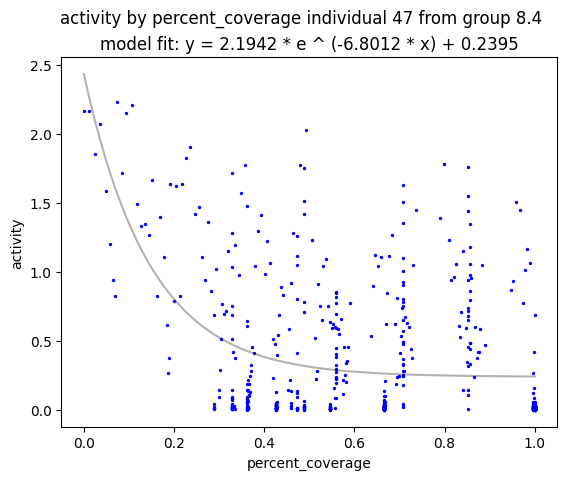 activity by percent_coverage individual 47 from group 8.4
model fit: y = 2.1942 * e ^ (-6.8012 * x) + 0.2395
2.5
2.0
1.5
1.0
0.5
0.0
activity
0.0 0.2 0.4 0.6 0.8 1.0
percent_coverage